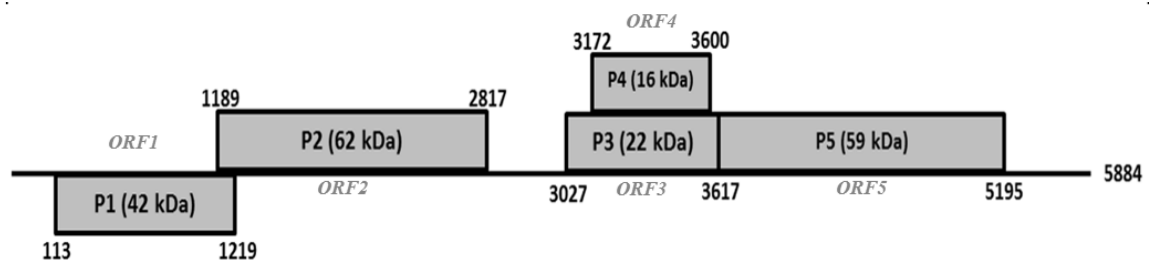 ORF4
3172 3600
P4 (16 kDa)
1189 2817
ORF1 P2 (62 kDa) P3 (22 kDa) P5 (59 kDa)
5884
P1 (42 kDa) ORF2 3027 ORF3 3617 ORF5 5195
113 1219